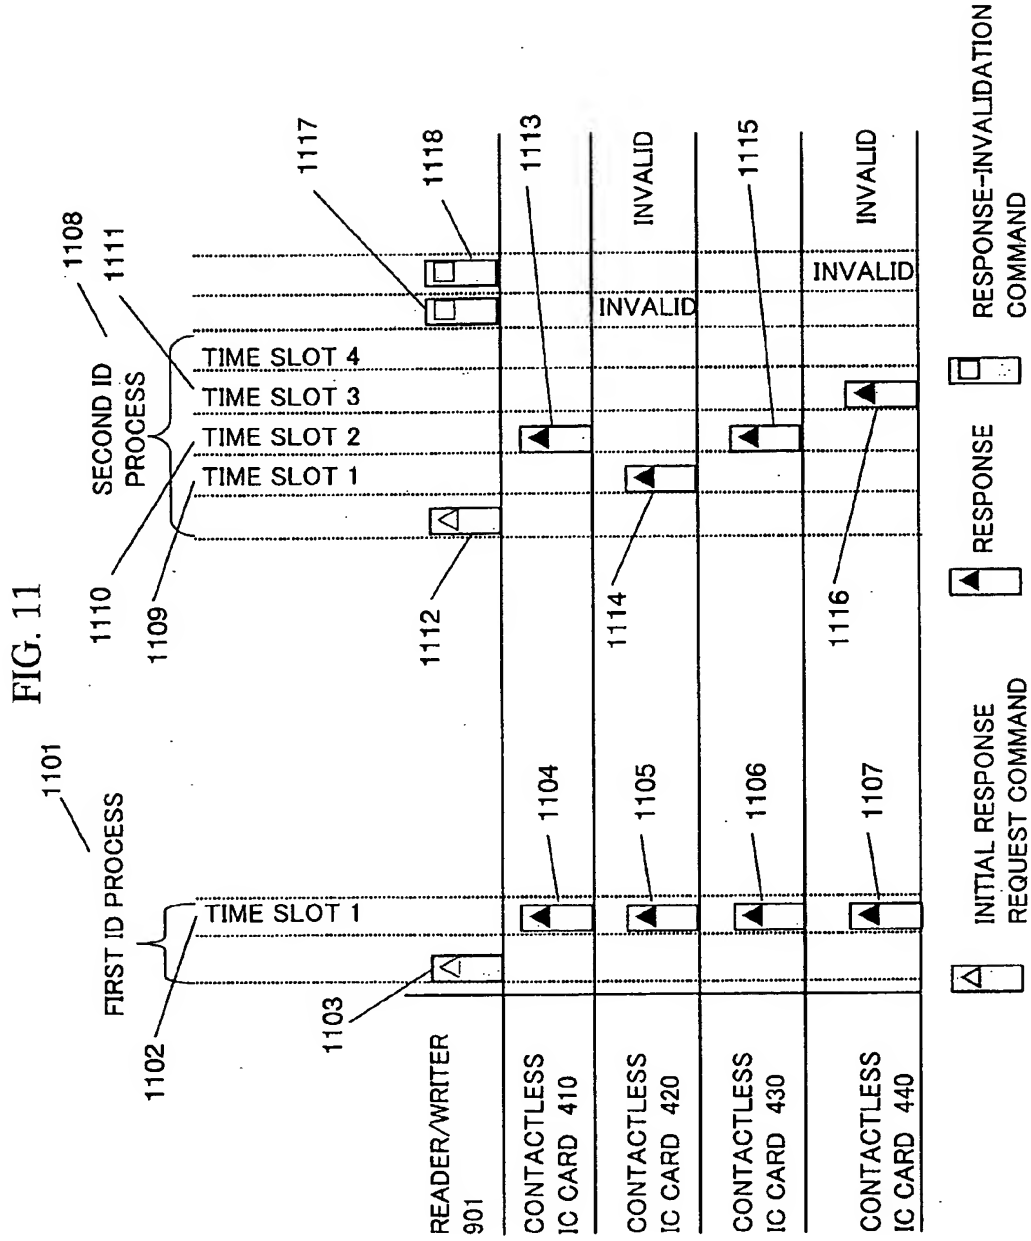 FIG. 11
1101
FIRST ID PROCESS
1102
TIME SLOT 1
1103
1108
SECOND ID
PROCESS
1109
1110
1111
TIME SLOT 1
TIME SLOT 2
TIME SLOT 3
TIME SLOT 4
1112
1117
1118
READER/WRITER
901
CONTACTLESS
IC CARD 410
1104
1113
CONTACTLESS
IC CARD 420
1105
1114
INVALID
INVALID
CONTACTLESS
IC CARD 430
1106
1115
CONTACTLESS
IC CARD 440
1107
1116
INVALID
INVALID
INITIAL RESPONSE
REQUEST COMMAND
RESPONSE
RESPONSE-INVALIDATION
COMMAND